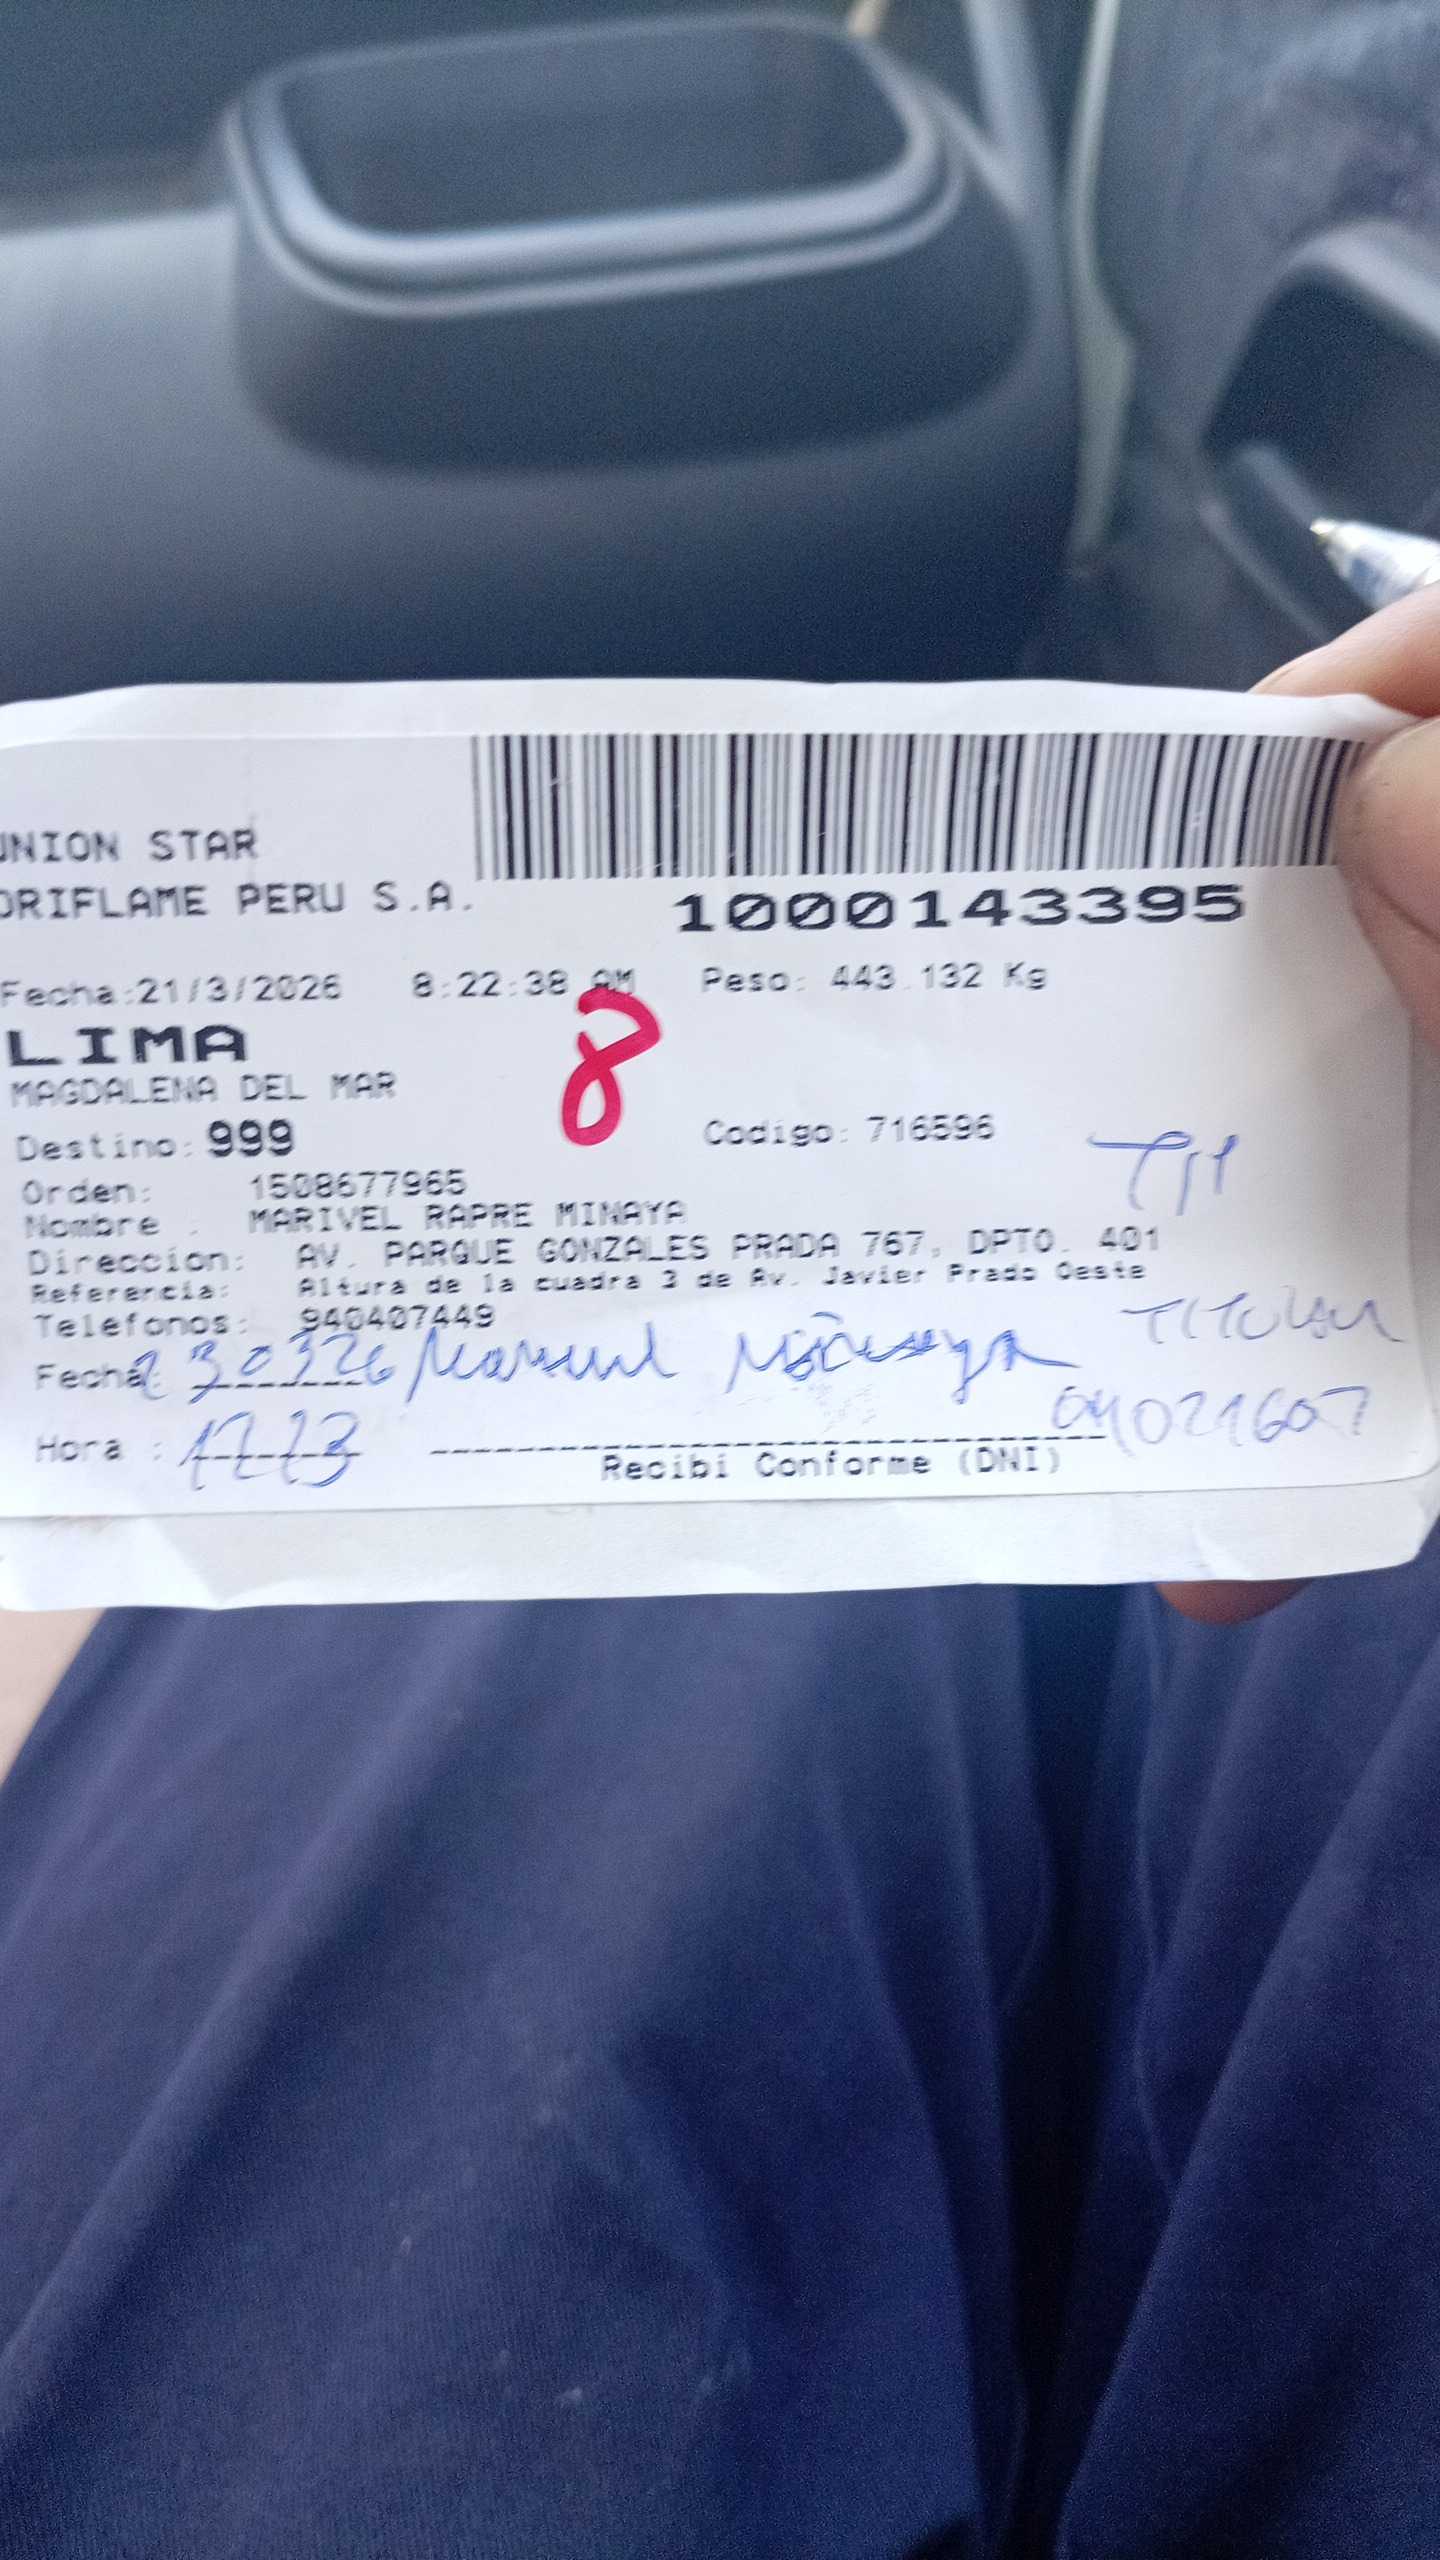 UNION STAR
ORIFLAME PERU S.A.
1000143395
Fecha:21/3/2026 8:22:38 AM Peso: 443.132 Kg
LIMA
8
MAGDALENA DEL MAR
Destino: 999 Codigo: 716596
Orden: 1508677965
Nombre : MARIVEL RAPRE MINAYA
Direccion: AV. PARQUE GONZALES PRADA 767, DPTO. 401
Referencia: Altura de la cuadra 3 de Av. Javier Prado Oeste
Telefonos: 940407449
TITULAR
Fecha: 230326
Hora :
04021607
Recibi Conforme (DNI)